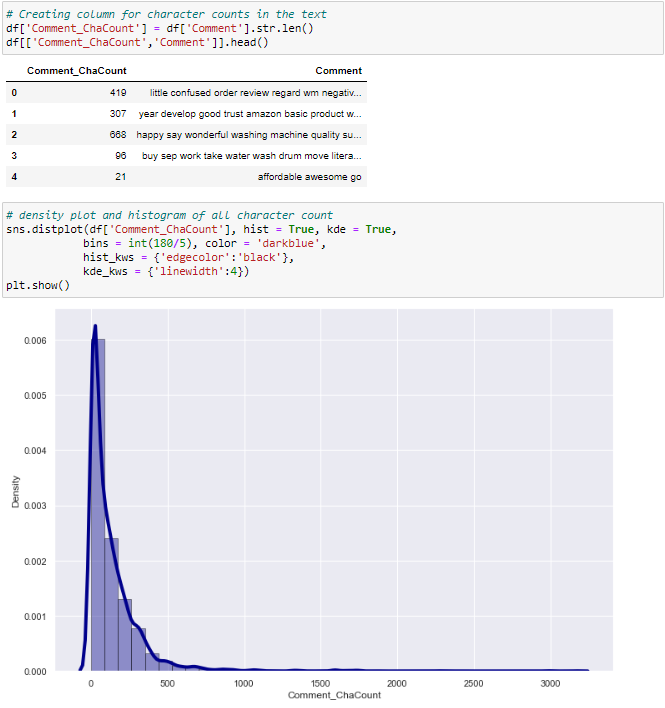 # Creating column for character counts in the text
df['Comment_ChaCount'] = df['Comment'].str.len()
df[['Comment_ChaCount','Comment']].head()
Comment_ChaCount Comment
0 419 little confused order review regard wm negativ...
1 307 year develop good trust amazon basic product w...
2 668 happy say wonderful washing machine quality su...
3 96 buy sep work take water wash drum move litera...
4 21 affordable awesome go
# density plot and histogram of all character count
sns.distplot(df['Comment_ChaCount'], hist = True, kde = True,
bins = int(180/5), color = 'darkblue',
hist_kws = {'edgecolor':'black'},
kde_kws = {'linewidth':4})
plt.show()
0.006
0.005
0.004
0.003
0.002
0.001
0.000
Density
0 500 1000 1500 2000 2500 3000
Comment_ChaCount